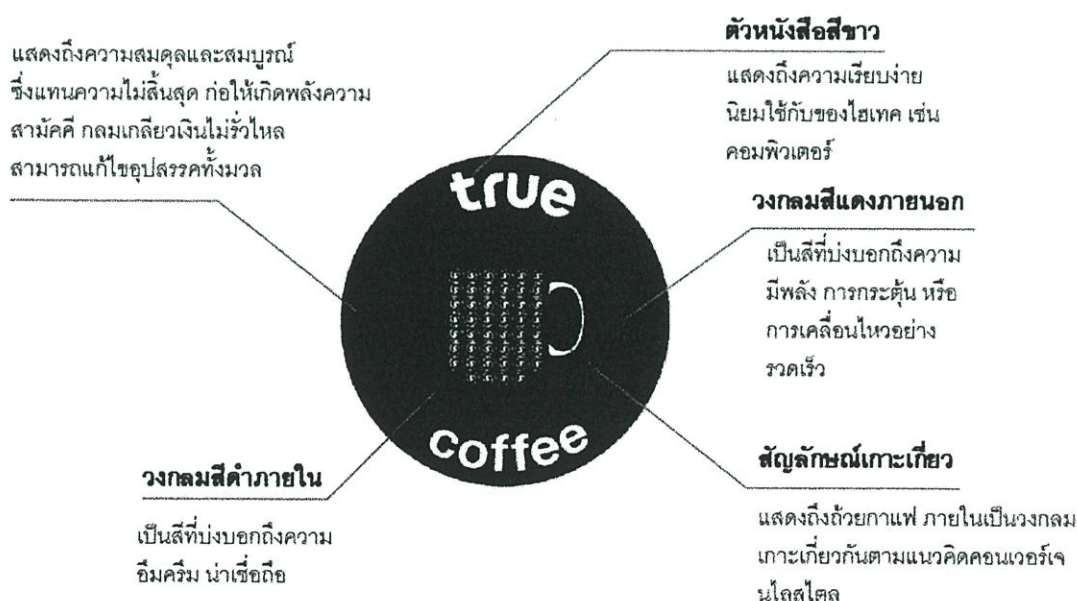 แสดงถึงความสมดุลและสมบูรณ์
ซึ่งแทนความไม่สิ้นสุด ก่อให้เกิดพลังความ
สามัคคี กลมเกลียวเงินไม่รั่วไหล
สามารถแก้ไขอุปสรรคทั้งมวล
ตัวหนังสือสีขาว
แสดงถึงความเรียบง่าย
นิยมใช้กับของไฮเทค เช่น
คอมพิวเตอร์
true
coffee
วงกลมสีแดงภายนอก
เป็นสีที่บ่งบอกถึงความ
มีพลัง การกระตุ้น หรือ
การเคลื่อนไหวอย่าง
รวดเร็ว
วงกลมสีดำภายใน
เป็นสีที่บ่งบอกถึงความ
อึมครึม น่าเชื่อถือ
สัญลักษณ์เกาะเกี่ยว
แสดงถึงถ้วยกาแฟ ภายในเป็นวงกลม
เกาะเกี่ยวกันตามแนวคิดคอนเวอร์เจ
นไลสไตล